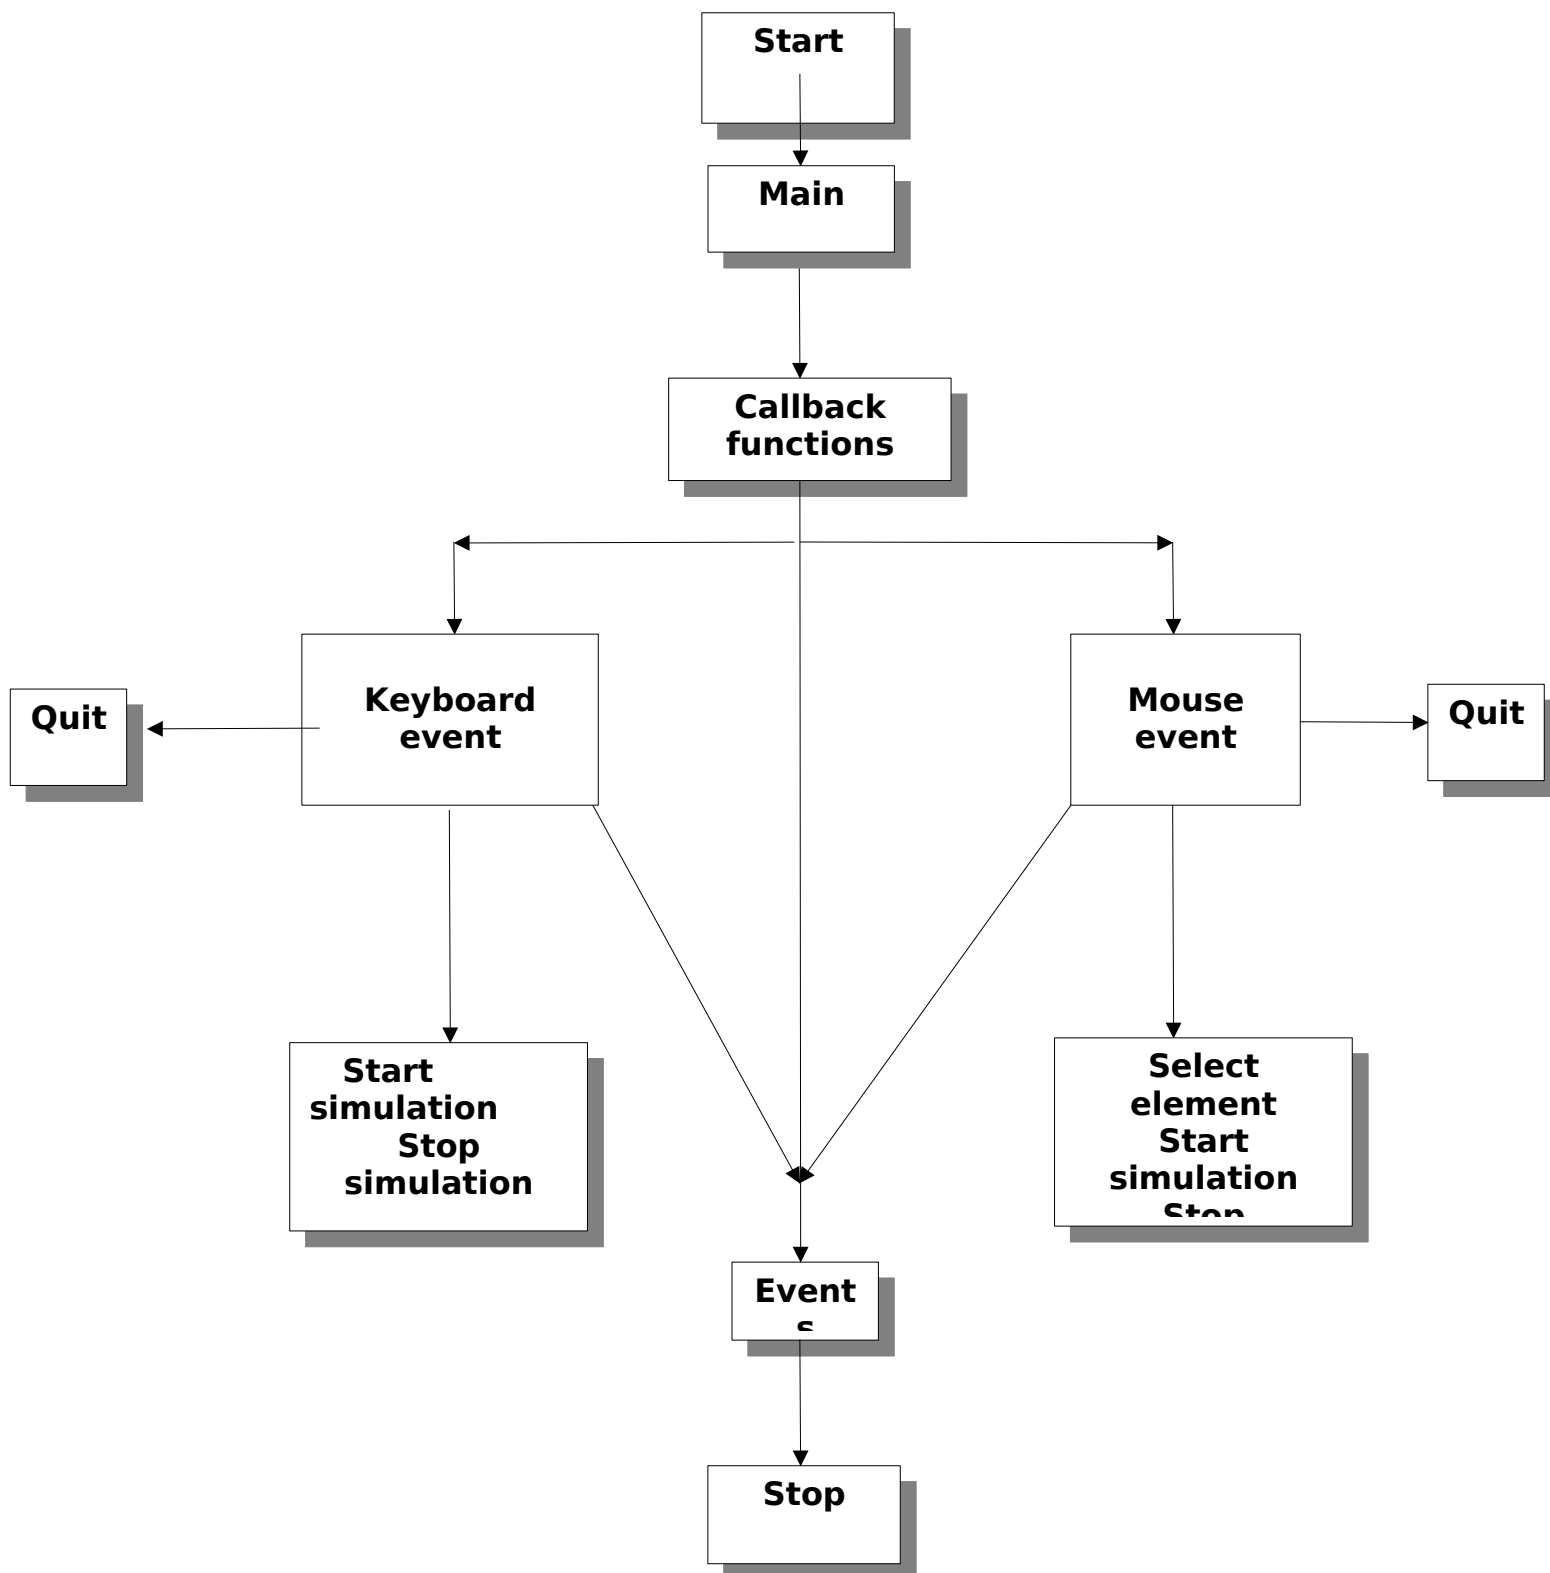 Start
Main
Callback
functions
Keyboard
event
Mouse
event
Quit
Quit
Start
simulation
Stop
simulation
Select
element
Start
simulation
Stop
Event
s
Stop